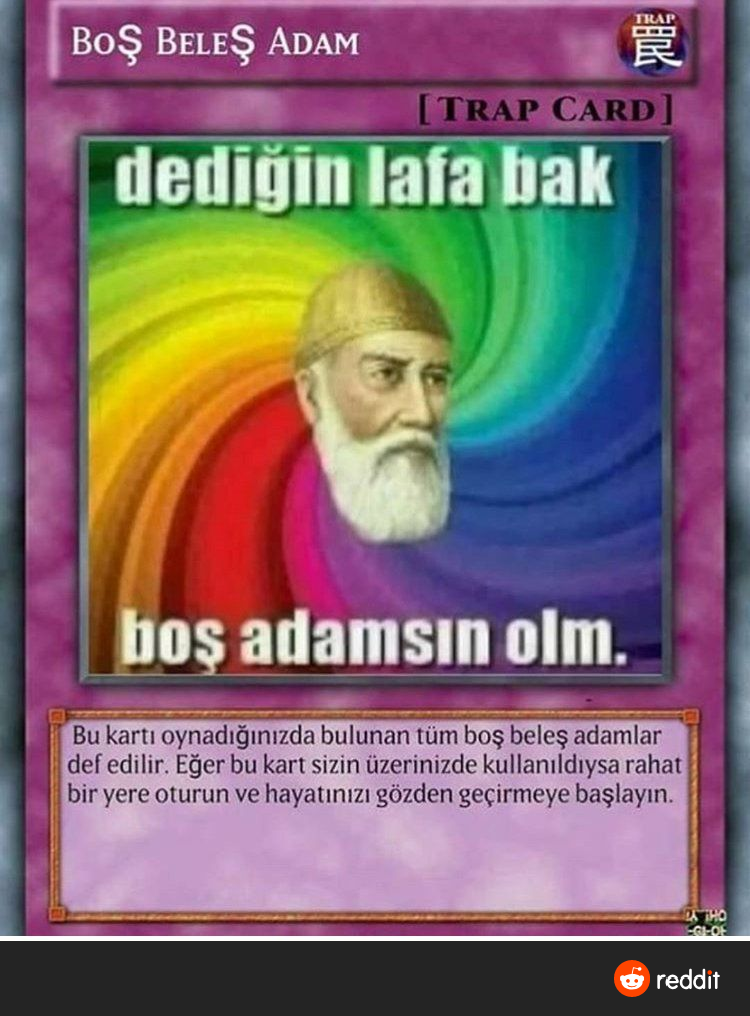 Boş Beleş Adam
TRAP
罠
[Trap Card]
dediğin lafa bak
boş adamsın olm.
Bu kartı oynadığınızda bulunan tüm boş beleş adamlar
def edilir. Eğer bu kart sizin üzerinizde kullanıldıysa rahat
bir yere oturun ve hayatınızı gözden geçirmeye başlayın.
reddit